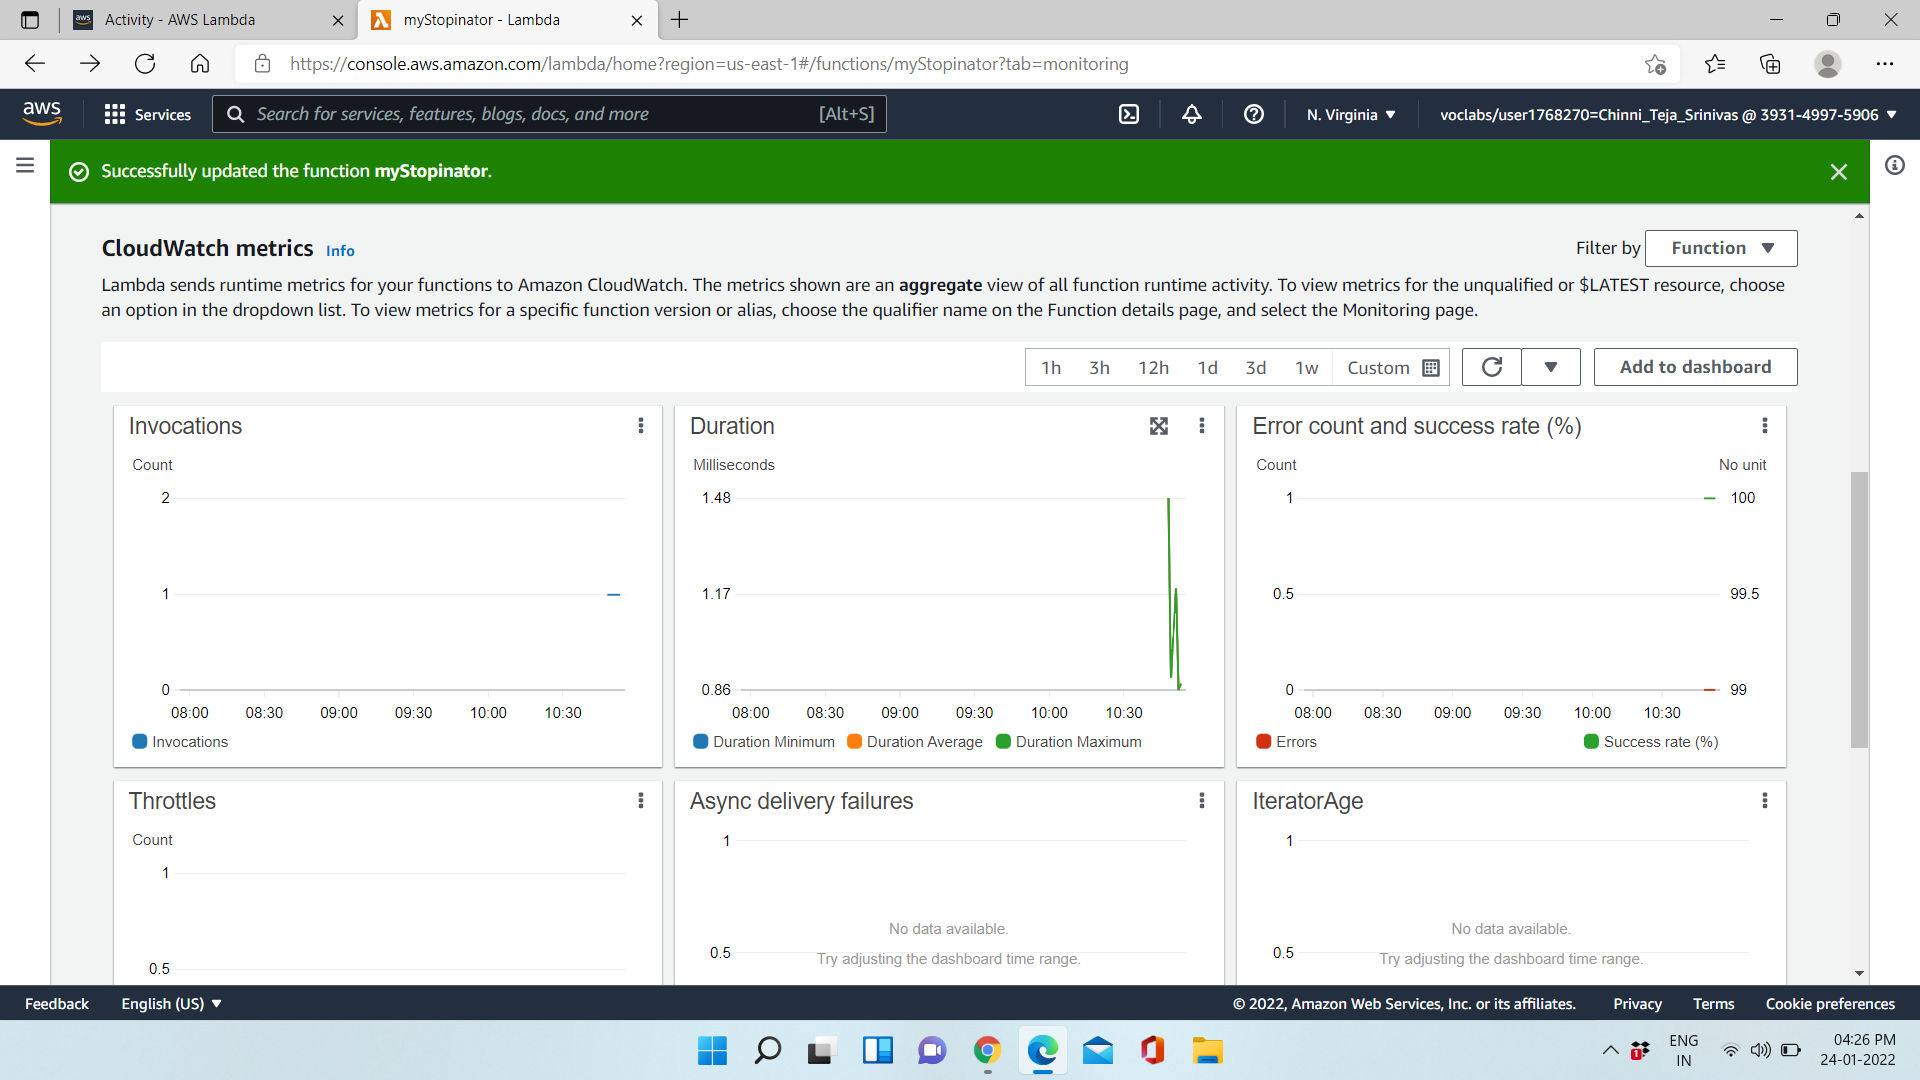 Activity - AWS Lambda
myStopinator - Lambda
https://console.aws.amazon.com/lambda/home?region=us-east-1#/functions/myStopinator?tab=monitoring
aws
Services
Search for services, features, blogs, docs, and more [Alt+S]
N. Virginia
voclabs/user1768270=Chinni_Teja_Srinivas @ 3931-4997-5906
Successfully updated the function myStopinator.
CloudWatch metrics Info
Filter by Function
Lambda sends runtime metrics for your functions to Amazon CloudWatch. The metrics shown are an aggregate view of all function runtime activity. To view metrics for the unqualified or $LATEST resource, choose
an option in the dropdown list. To view metrics for a specific function version or alias, choose the qualifier name on the Function details page, and select the Monitoring page.
1h 3h 12h 1d 3d 1w Custom
Add to dashboard
Invocations
Count
2
1
0
08:00 08:30 09:00 09:30 10:00 10:30
Invocations
Duration
Milliseconds
1.48
1.17
0.86
08:00 08:30 09:00 09:30 10:00 10:30
Duration Minimum Duration Average Duration Maximum
Error count and success rate (%)
Count No unit
1 100
0.5 99.5
0 99
08:00 08:30 09:00 09:30 10:00 10:30
Errors Success rate (%)
Throttles
Count
1
0.5
Async delivery failures
1
No data available.
0.5
Try adjusting the dashboard time range.
IteratorAge
1
No data available.
0.5
Try adjusting the dashboard time range.
Feedback English (US)
© 2022, Amazon Web Services, Inc. or its affiliates. Privacy Terms Cookie preferences
1
ENG
IN
04:26 PM
24-01-2022